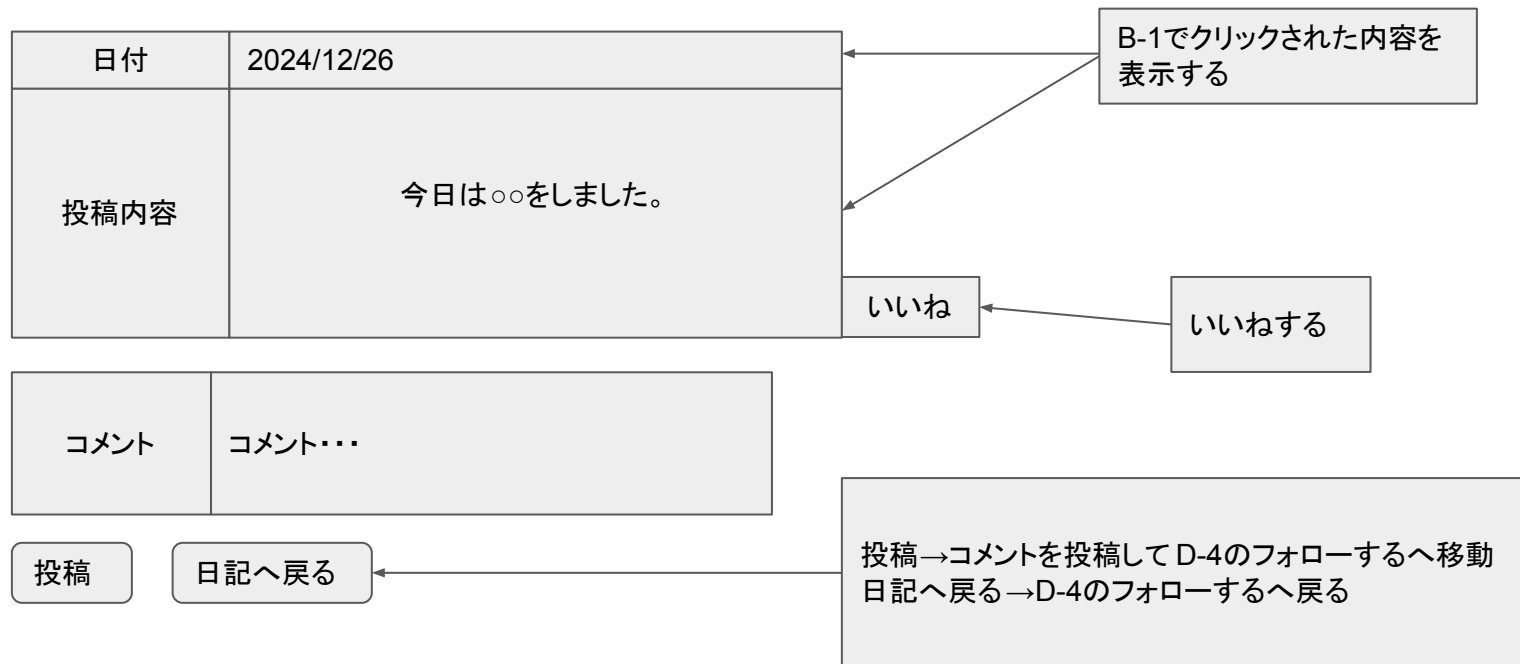 日付
2024/12/26
B-1でクリックされた内容を
表示する
投稿内容
今日は○○をしました。
いいね
いいねする
コメント
コメント・・・
投稿
日記へ戻る
投稿→コメントを投稿して D-4のフォローするへ移動
日記へ戻る→D-4のフォローするへ戻る